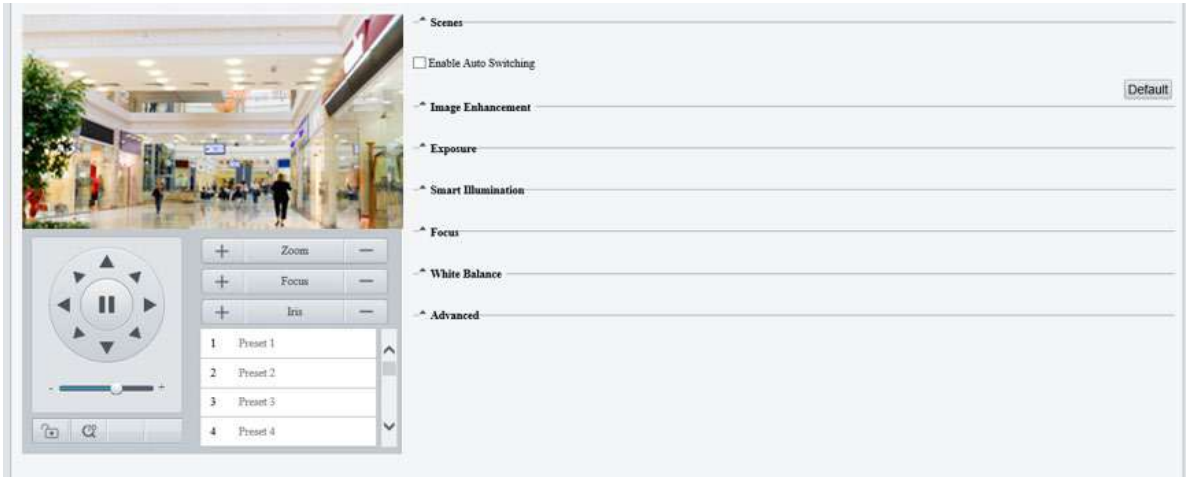 Scenes
Enable Auto Switching
Default
Image Enhancement
Exposure
Smart Illumination
Focus
White Balance
Advanced
+ Zoom −
+ Focus −
+ Iris −
1 Preset 1
2 Preset 2
3 Preset 3
4 Preset 4
- +